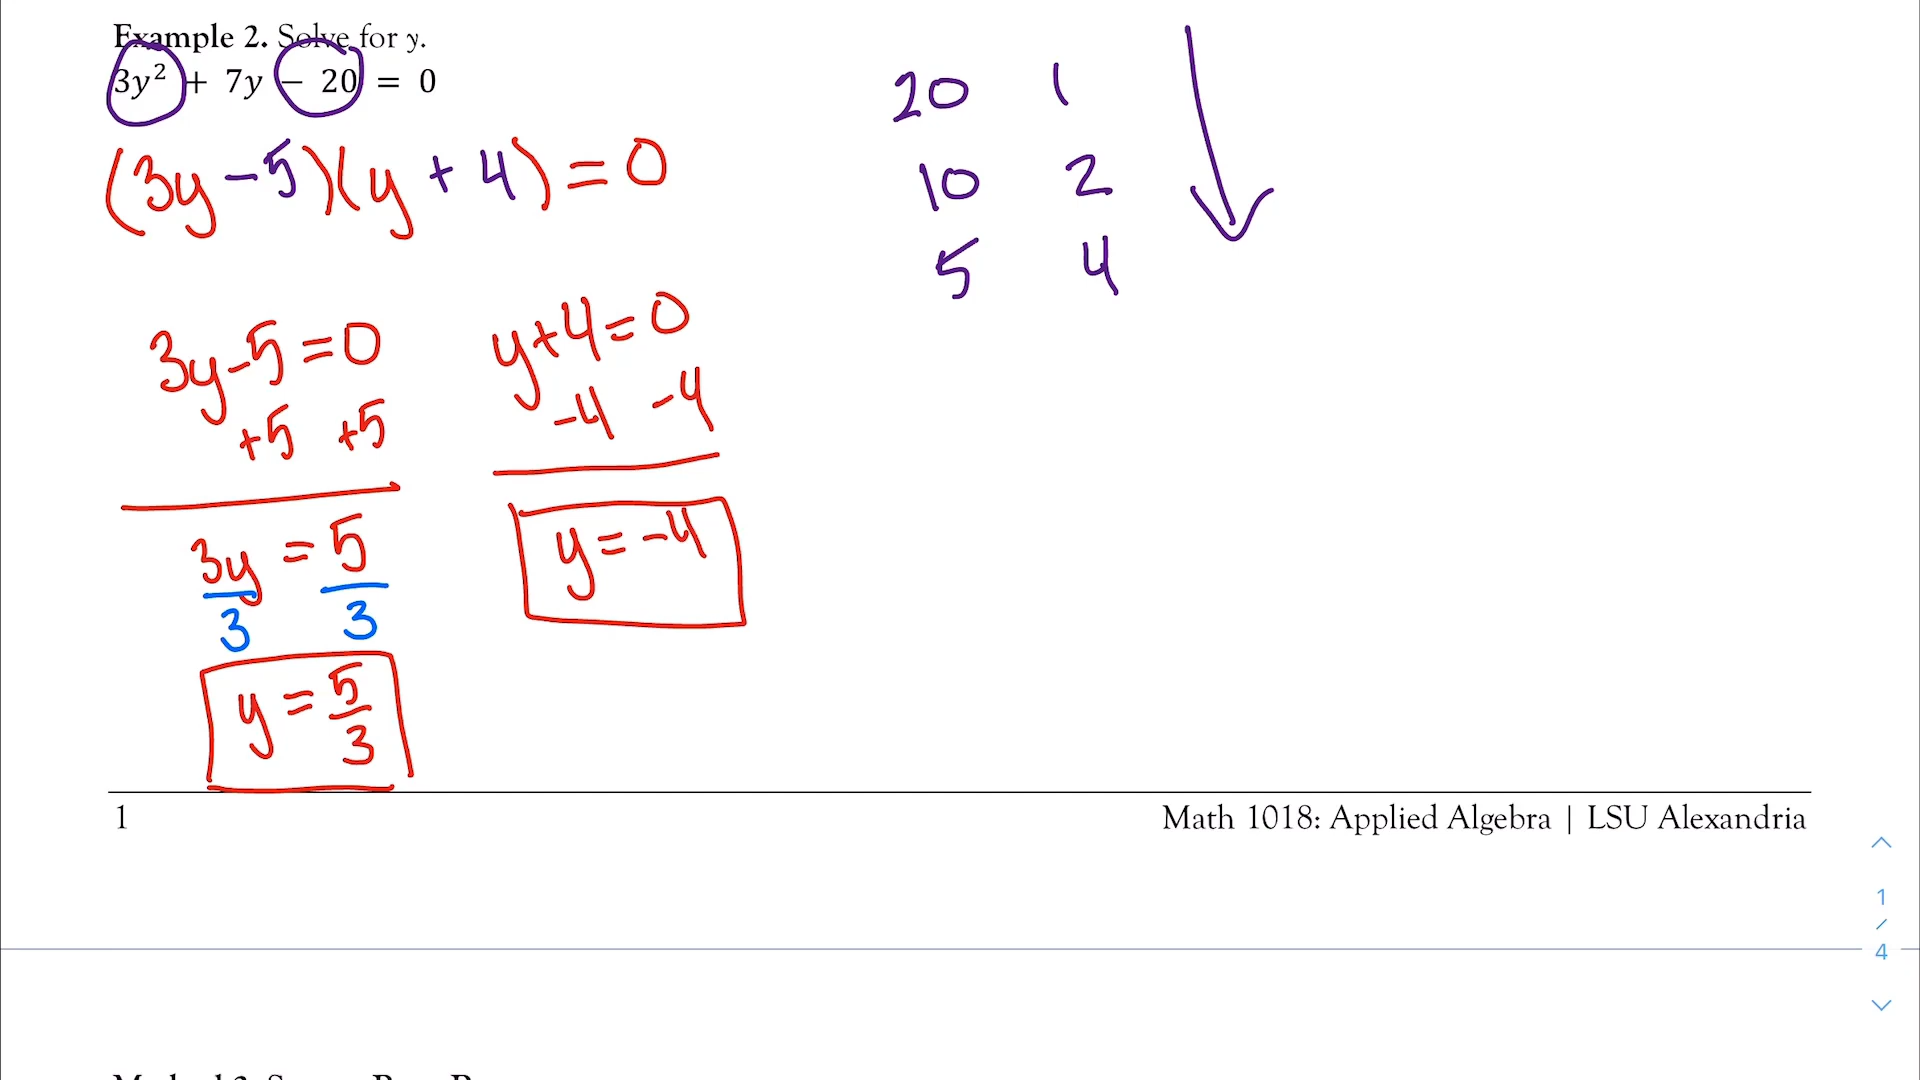 Example 2. Solve for y.
3y² + 7y − 20 = 0
(3y − 5)(y + 4) = 0
20 1
10 2
5 4
3y − 5 = 0
+5 +5
3y = 5
3 3
y = 5/3
y + 4 = 0
−4 −4
y = −4
1
Math 1018: Applied Algebra | LSU Alexandria
1
/
4